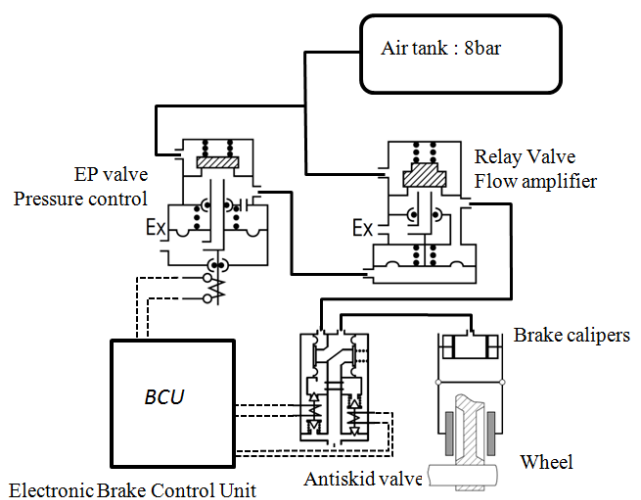 Air tank : 8bar
EP valve
Pressure control
Relay Valve
Flow amplifier
Ex
Ex
Brake calipers
BCU
Wheel
Antiskid valve
Electronic Brake Control Unit